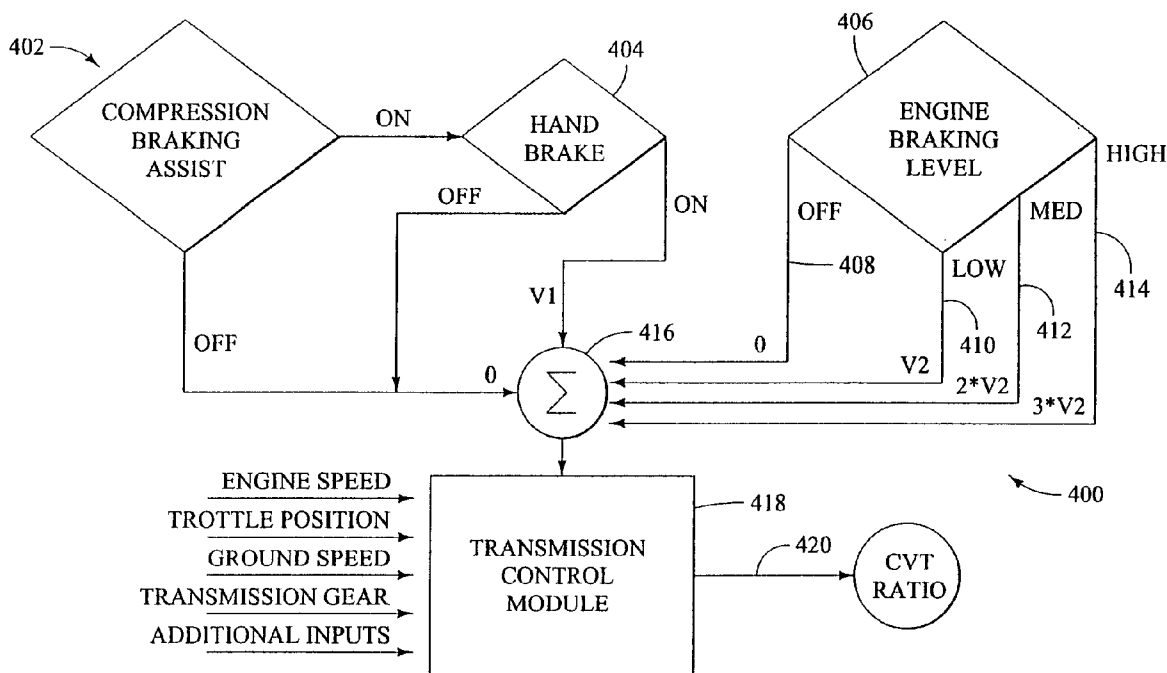 402
COMPRESSION
BRAKING
ASSIST
ON
OFF
404
HAND
BRAKE
OFF
ON
V1
0
406
ENGINE
BRAKING
LEVEL
OFF
408
LOW
410
MED
412
HIGH
414
0
V2
2*V2
3*V2
416
Σ
ENGINE SPEED
TROTTLE POSITION
GROUND SPEED
TRANSMISSION GEAR
ADDITIONAL INPUTS
TRANSMISSION
CONTROL
MODULE
418
420
CVT
RATIO
400